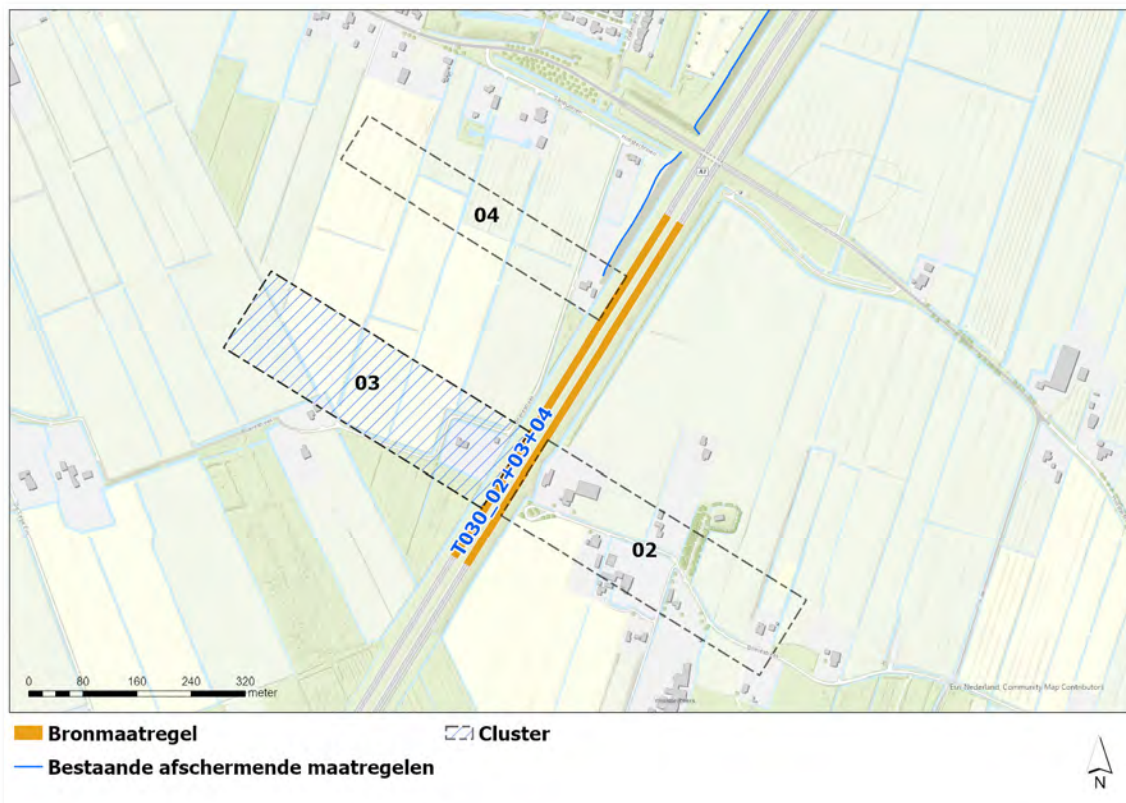 04
A7
03
T030_02+03+04
02
0 80 160 240 320
meter
Esri Nederland, Community Map Contributors
Bronmaatregel
Cluster
Bestaande afschermende maatregelen
N